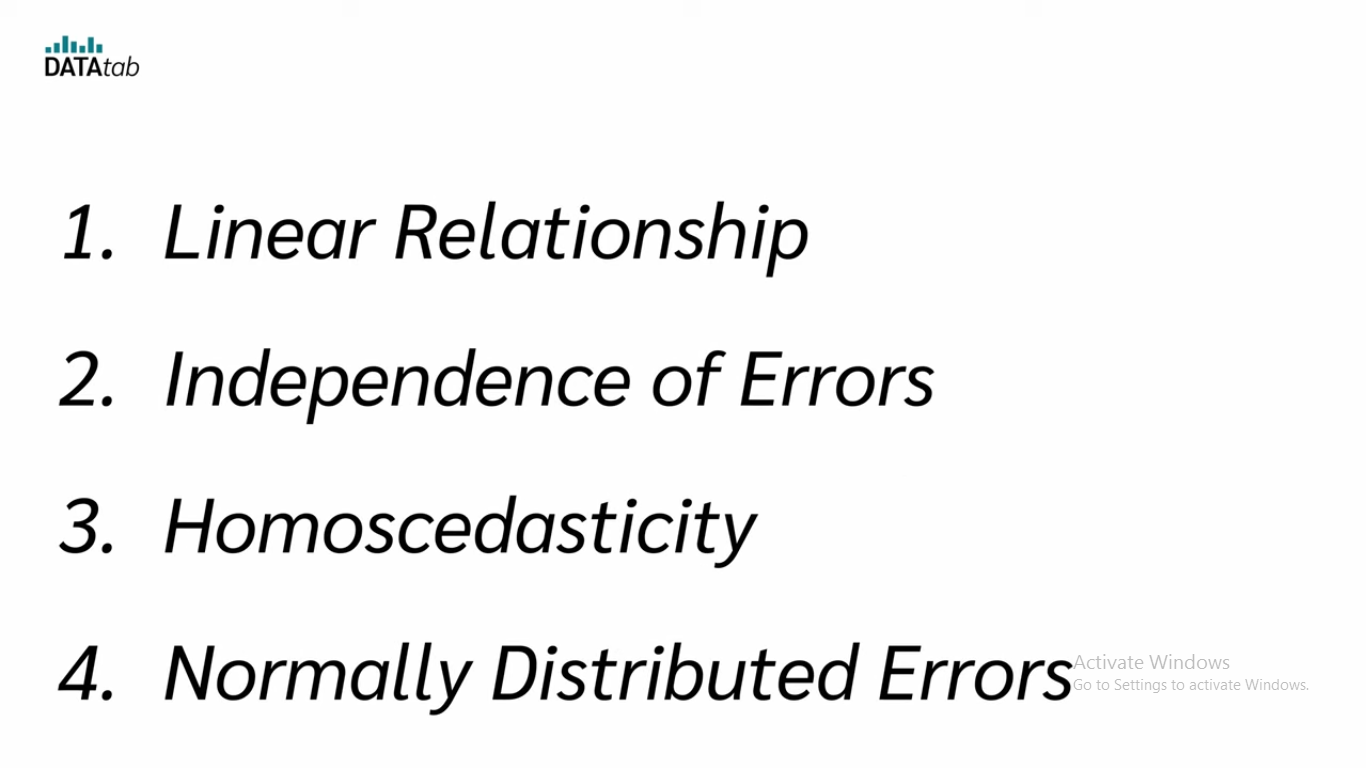 DATAtab
1. Linear Relationship
2. Independence of Errors
3. Homoscedasticity
4. Normally Distributed Errors
Activate Windows
Go to Settings to activate Windows.